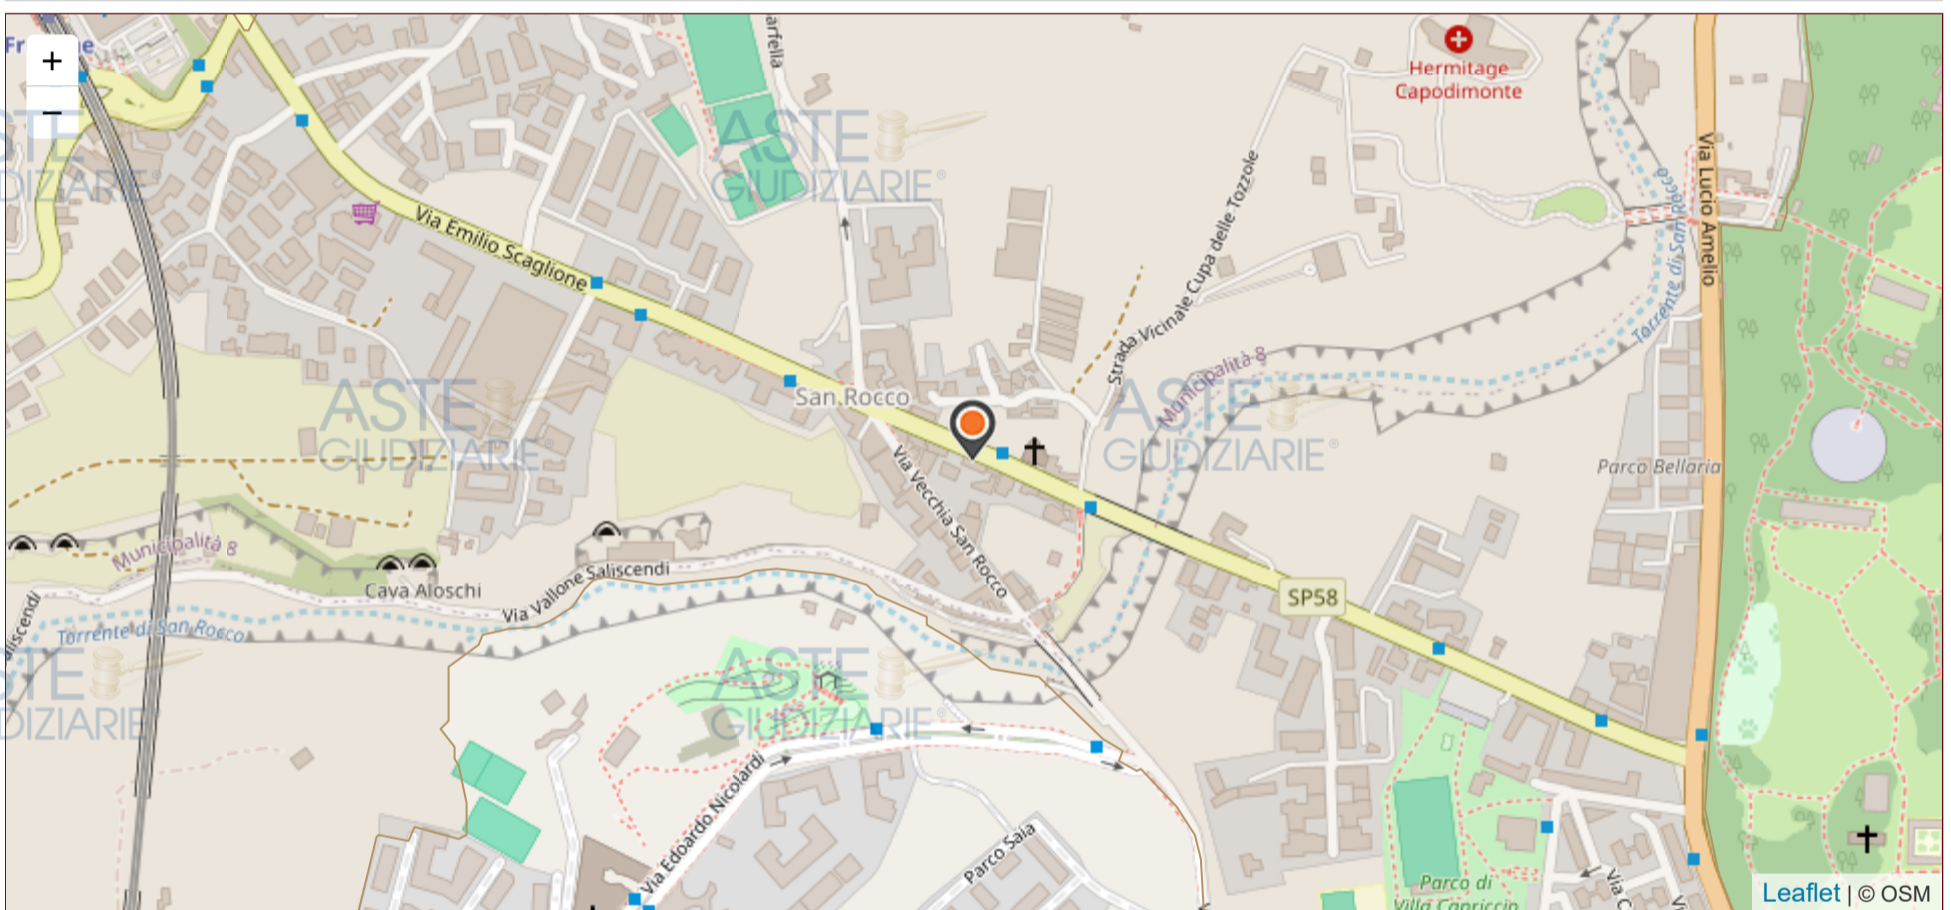 +
−
arfella
Hermitage
Capodimonte
ASTE
GIUDIZIARIE®
Via Lucio Amelio
Via Emilio Scaglione
Strada Vicinale Cupa delle Tozzole
Torrente di San Rocco
Municipalità 8
San Rocco
ASTE
GIUDIZIARIE®
ASTE
GIUDIZIARIE®
Parco Bellaria
Via Vecchia San Rocco
Municipalità 8
Cava Aloschi
Via Vallone Saliscendi
SP58
Torrente di San Rocco
ASTE
GIUDIZIARIE®
Via Edoardo Nicolardi
Parco Saia
Parco di
Villa Capriccio
Via C
Leaflet | © OSM